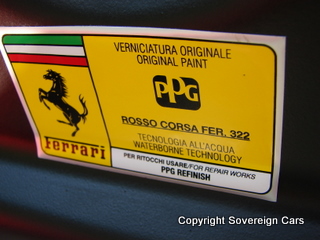 VERNICIATURA ORIGINALE
ORIGINAL PAINT
PPG
ROSSO CORSA FER. 322
TECNOLOGIA ALL'ACQUA
WATERBORNE TECHNOLOGY
Ferrari
PER RITOCCHI USARE/FOR REPAIR WORKS
PPG REFINISH
Copyright Sovereign Cars